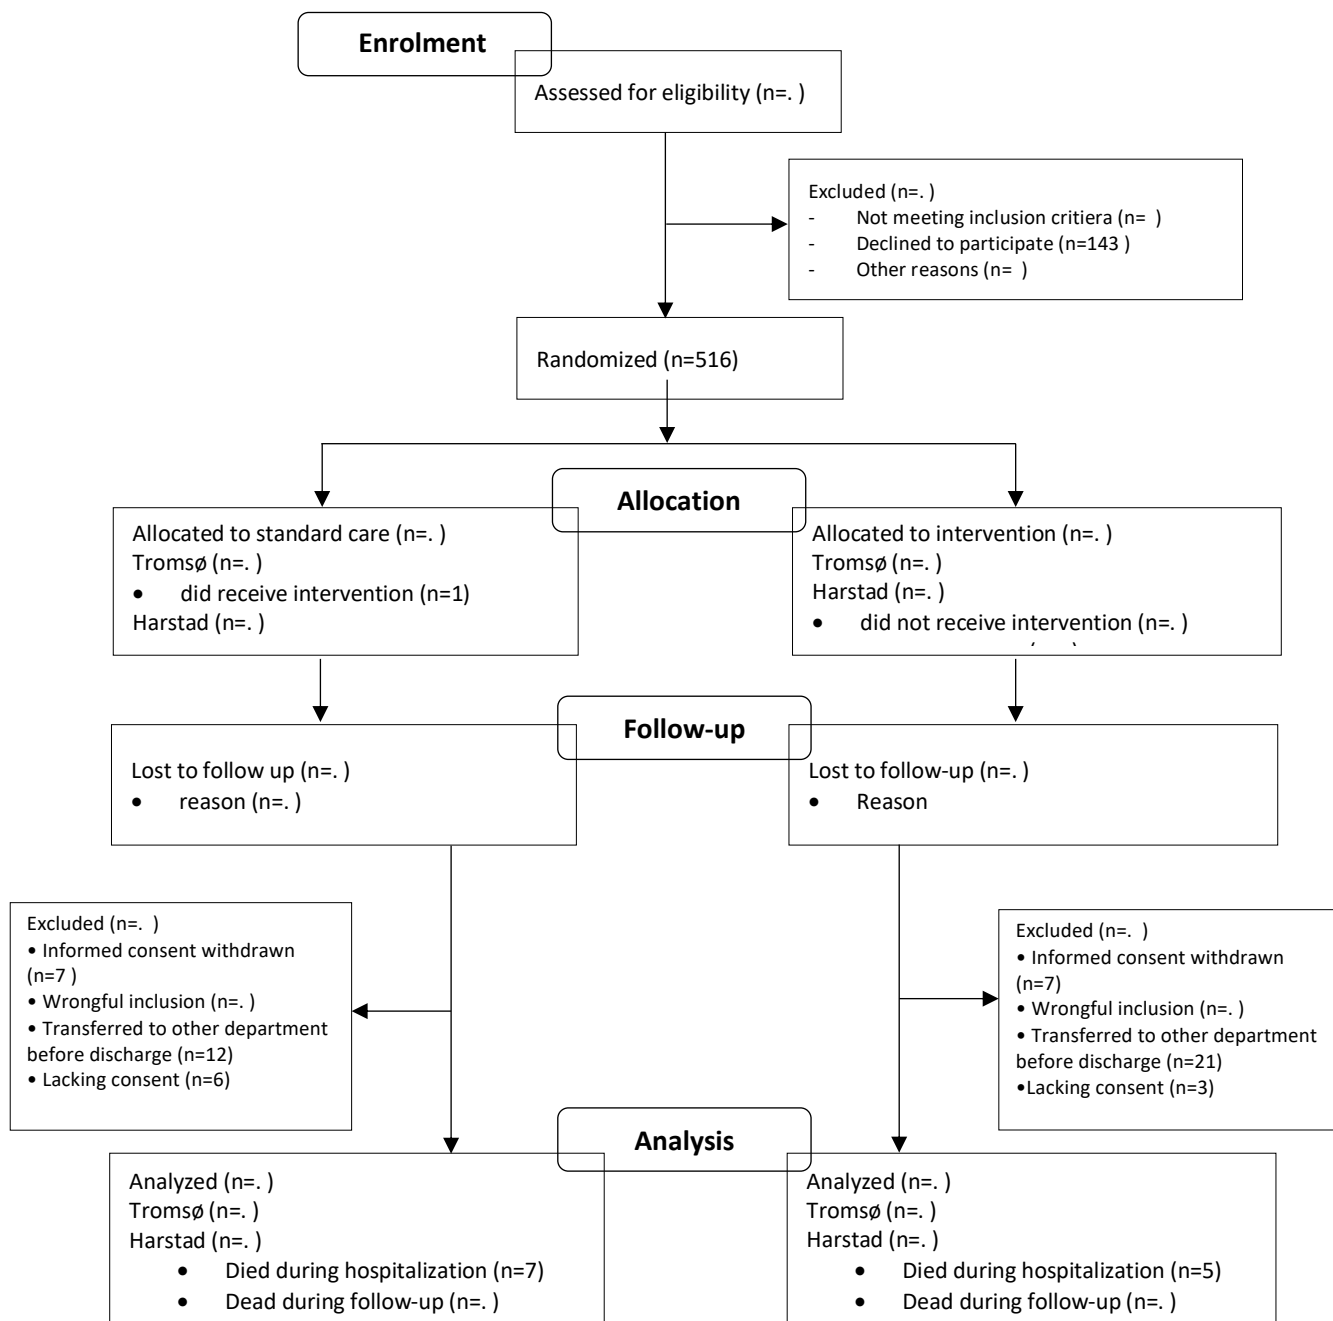 Enrolment
Assessed for eligibility (n=. )
Excluded (n=. )
- Not meeting inclusion critiera (n= )
- Declined to participate (n=143 )
- Other reasons (n= )
Randomized (n=516)
Allocation
Allocated to standard care (n=. )
Tromsø (n=. )
• did receive intervention (n=1)
Harstad (n=. )
Allocated to intervention (n=. )
Tromsø (n=. )
Harstad (n=. )
• did not receive intervention (n=. )
Follow-up
Lost to follow up (n=. )
• reason (n=. )
Lost to follow-up (n=. )
• Reason
Excluded (n=. )
• Informed consent withdrawn
(n=7 )
• Wrongful inclusion (n=. )
• Transferred to other department
before discharge (n=12)
• Lacking consent (n=6)
Excluded (n=. )
• Informed consent withdrawn
(n=7)
• Wrongful inclusion (n=. )
• Transferred to other department
before discharge (n=21)
•Lacking consent (n=3)
Analysis
Analyzed (n=. )
Tromsø (n=. )
Harstad (n=. )
• Died during hospitalization (n=7)
• Dead during follow-up (n=. )
Analyzed (n=. )
Tromsø (n=. )
Harstad (n=. )
• Died during hospitalization (n=5)
• Dead during follow-up (n=. )